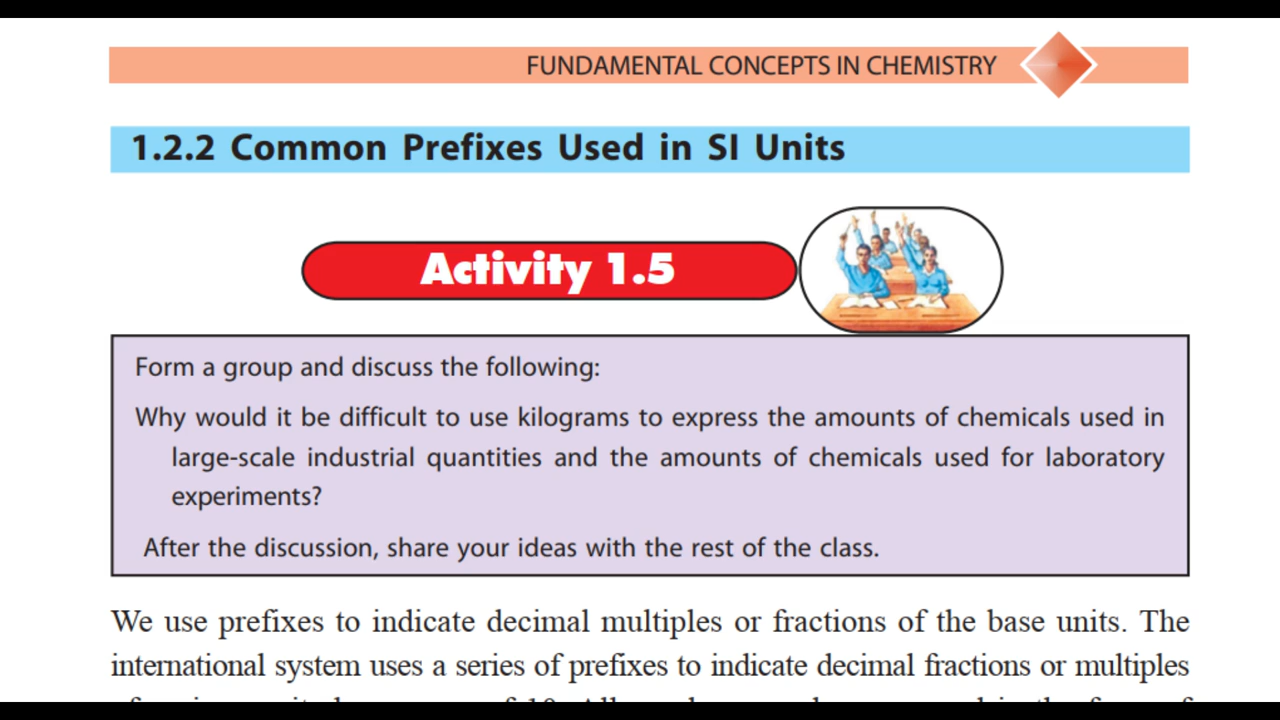 FUNDAMENTAL CONCEPTS IN CHEMISTRY
1.2.2 Common Prefixes Used in SI Units
Activity 1.5
Form a group and discuss the following:
Why would it be difficult to use kilograms to express the amounts of chemicals used in
large-scale industrial quantities and the amounts of chemicals used for laboratory
experiments?
After the discussion, share your ideas with the rest of the class.
We use prefixes to indicate decimal multiples or fractions of the base units. The
international system uses a series of prefixes to indicate decimal fractions or multiples